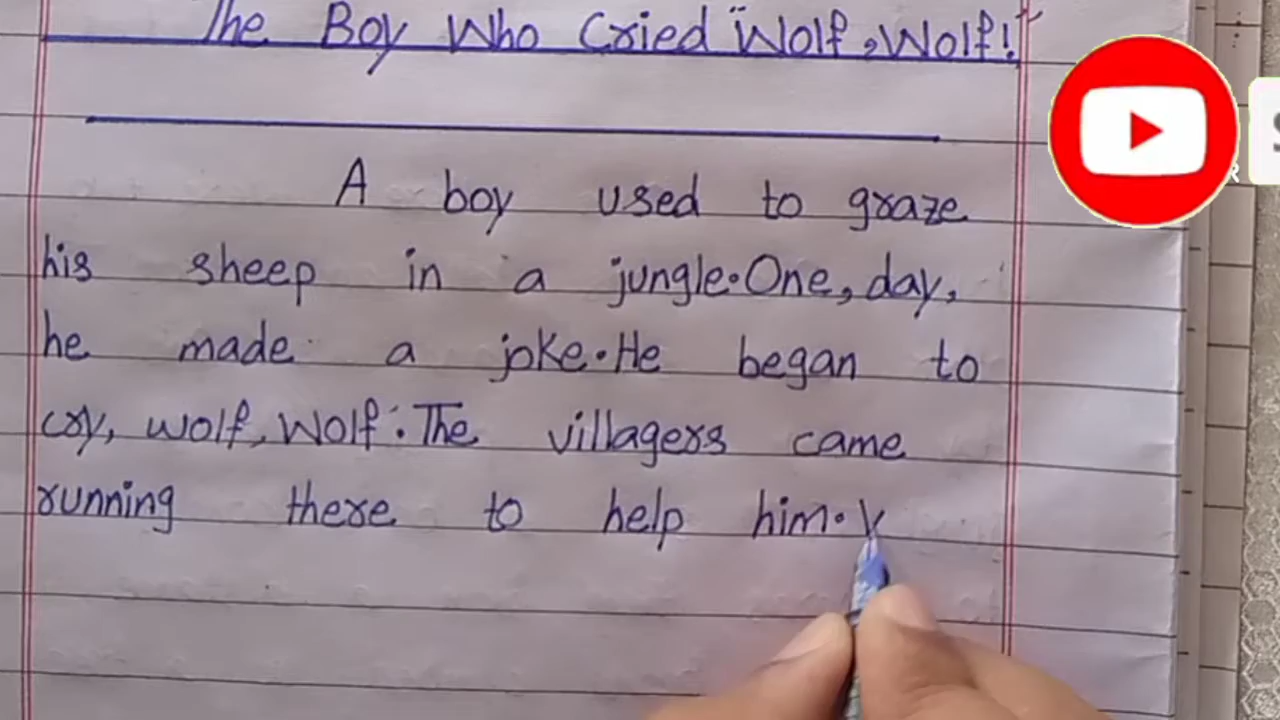 The Boy Who Cried "Wolf, Wolf!"
A boy used to graze
his sheep in a jungle. One, day,
he made a joke. He began to
cry, wolf, Wolf. The villagers came
running there to help him.